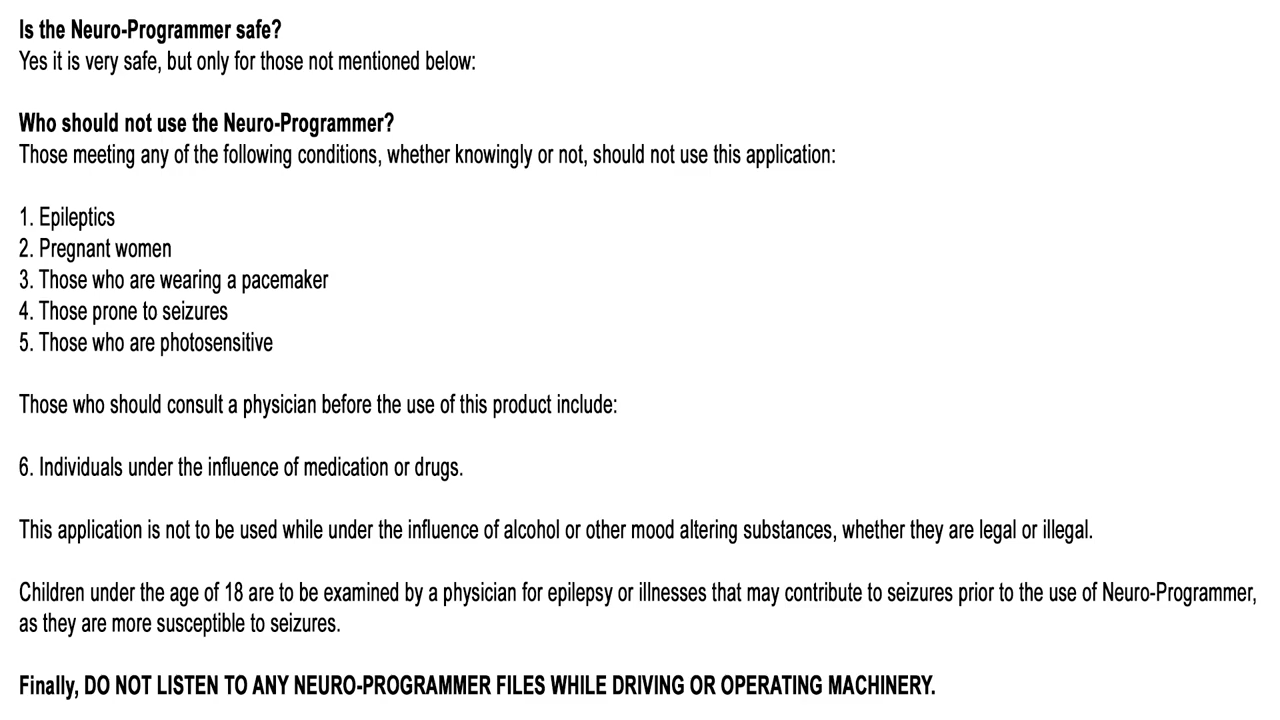 Is the Neuro-Programmer safe?
Yes it is very safe, but only for those not mentioned below:
Who should not use the Neuro-Programmer?
Those meeting any of the following conditions, whether knowingly or not, should not use this application:
1. Epileptics
2. Pregnant women
3. Those who are wearing a pacemaker
4. Those prone to seizures
5. Those who are photosensitive
Those who should consult a physician before the use of this product include:
6. Individuals under the influence of medication or drugs.
This application is not to be used while under the influence of alcohol or other mood altering substances, whether they are legal or illegal.
Children under the age of 18 are to be examined by a physician for epilepsy or illnesses that may contribute to seizures prior to the use of Neuro-Programmer,
as they are more susceptible to seizures.
Finally, DO NOT LISTEN TO ANY NEURO-PROGRAMMER FILES WHILE DRIVING OR OPERATING MACHINERY.